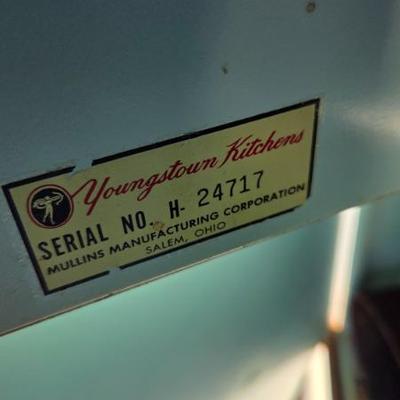 Youngstown Kitchens
SERIAL NO. H- 24717
MULLINS MANUFACTURING CORPORATION
SALEM, OHIO